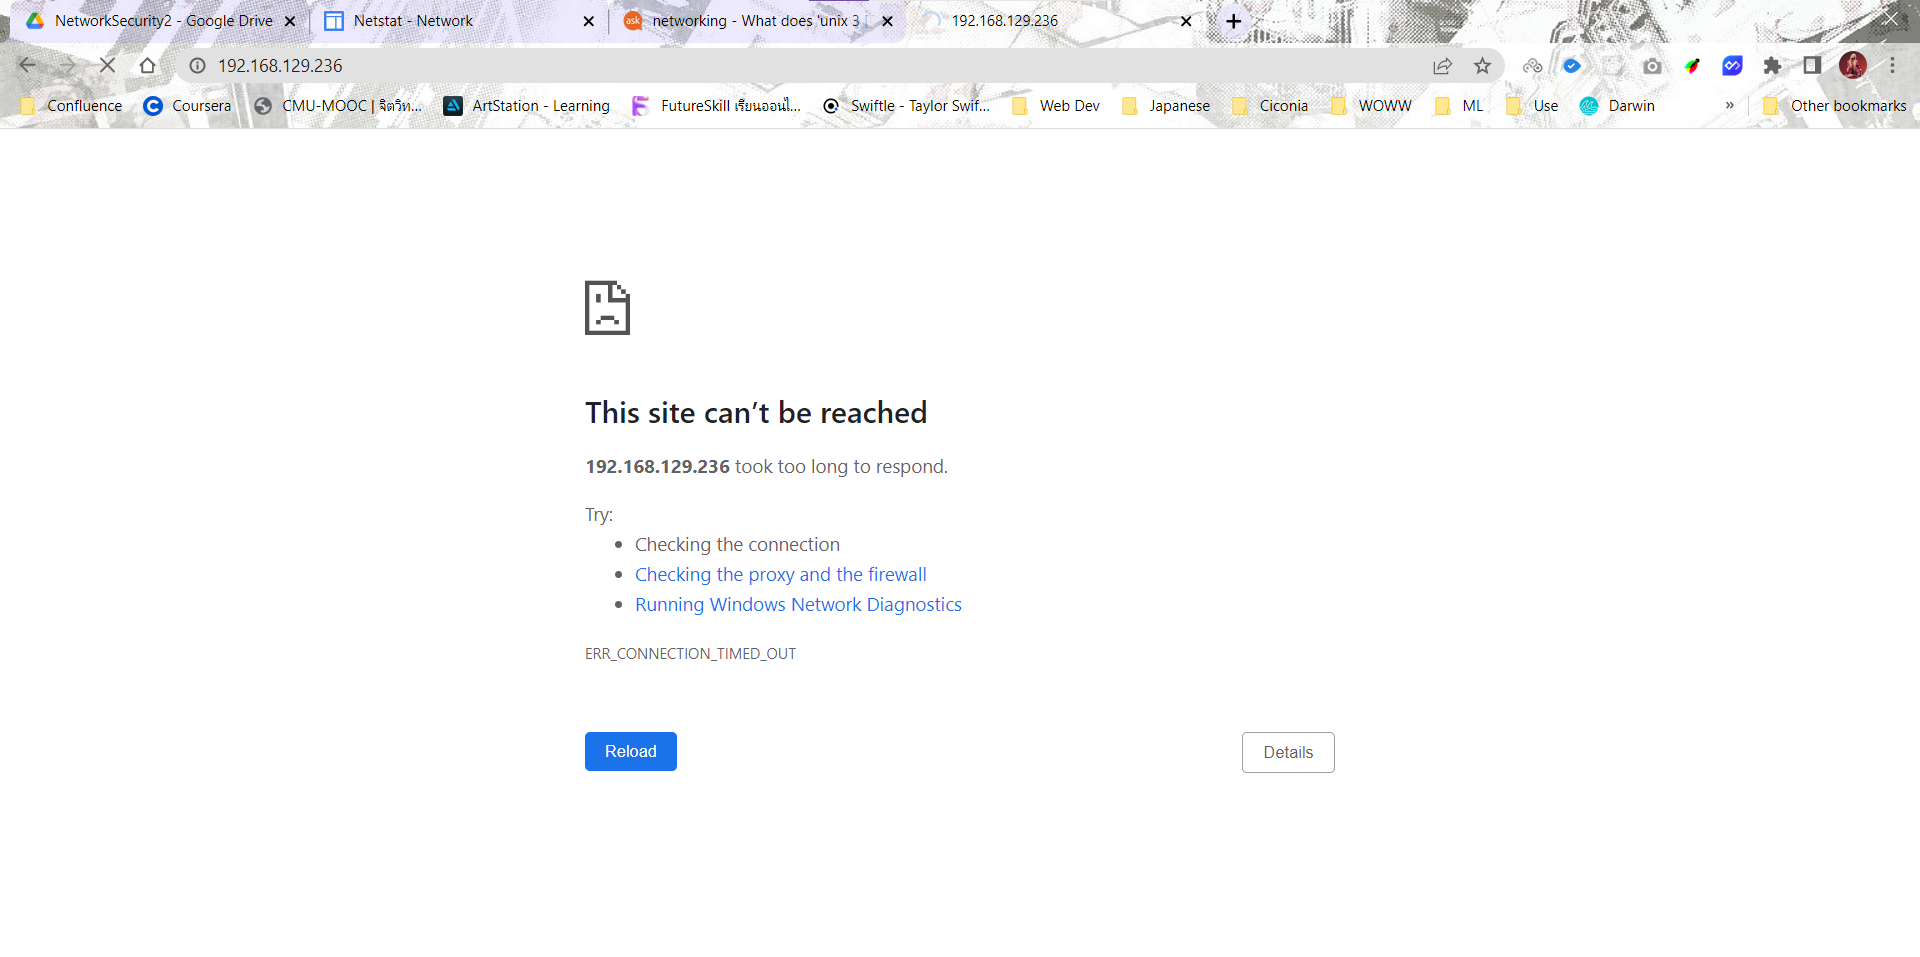 NetworkSecurity2 - Google Drive
Netstat - Network
ask networking - What does 'unix 3
192.168.129.236
192.168.129.236
Confluence Coursera CMU-MOOC | จิตวิท... ArtStation - Learning FutureSkill เรียนออนไ... Swiftle - Taylor Swif... Web Dev Japanese Ciconia WOWW ML Use Darwin » Other bookmarks
This site can’t be reached
192.168.129.236 took too long to respond.
Try:
Checking the connection
Checking the proxy and the firewall
Running Windows Network Diagnostics
ERR_CONNECTION_TIMED_OUT
Reload Details